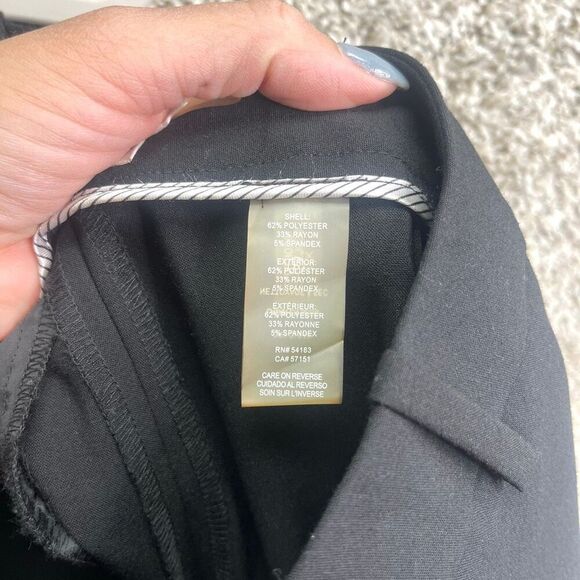 SHELL:
62% POLYESTER
33% RAYON
5% SPANDEX
EXTERIOR:
62% POLIESTER
33% RAYON
5% SPANDEX
EXTÉRIEUR:
62% POLYESTER
33% RAYONNE
5% SPANDEX
RN# 54163
CA# 57151
CARE ON REVERSE
CUIDADO AL REVERSO
SOIN SUR L'INVERSE